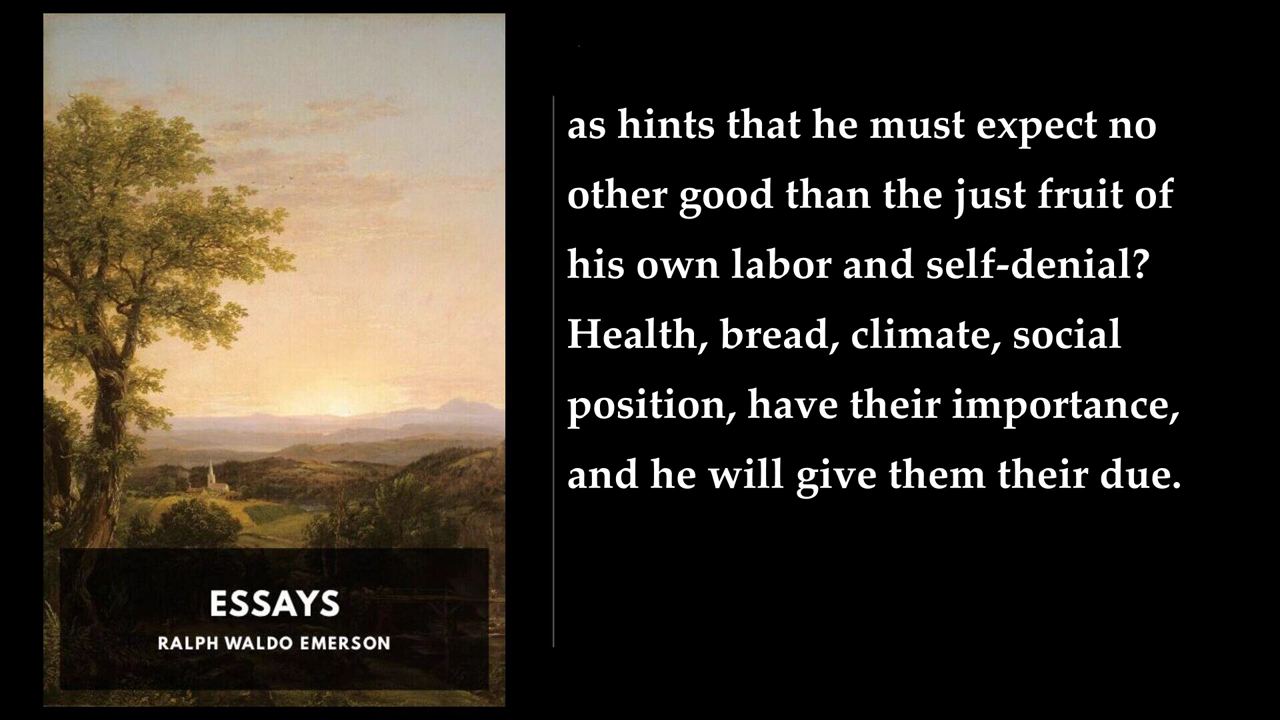 as hints that he must expect no
other good than the just fruit of
his own labor and self-denial?
Health, bread, climate, social
position, have their importance,
and he will give them their due.
ESSAYS
RALPH WALDO EMERSON